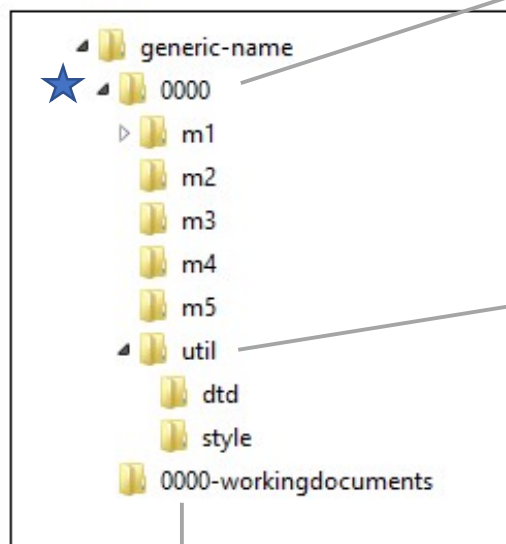 generic-name
0000
m1
m2
m3
m4
m5
util
dtd
style
0000-workingdocuments